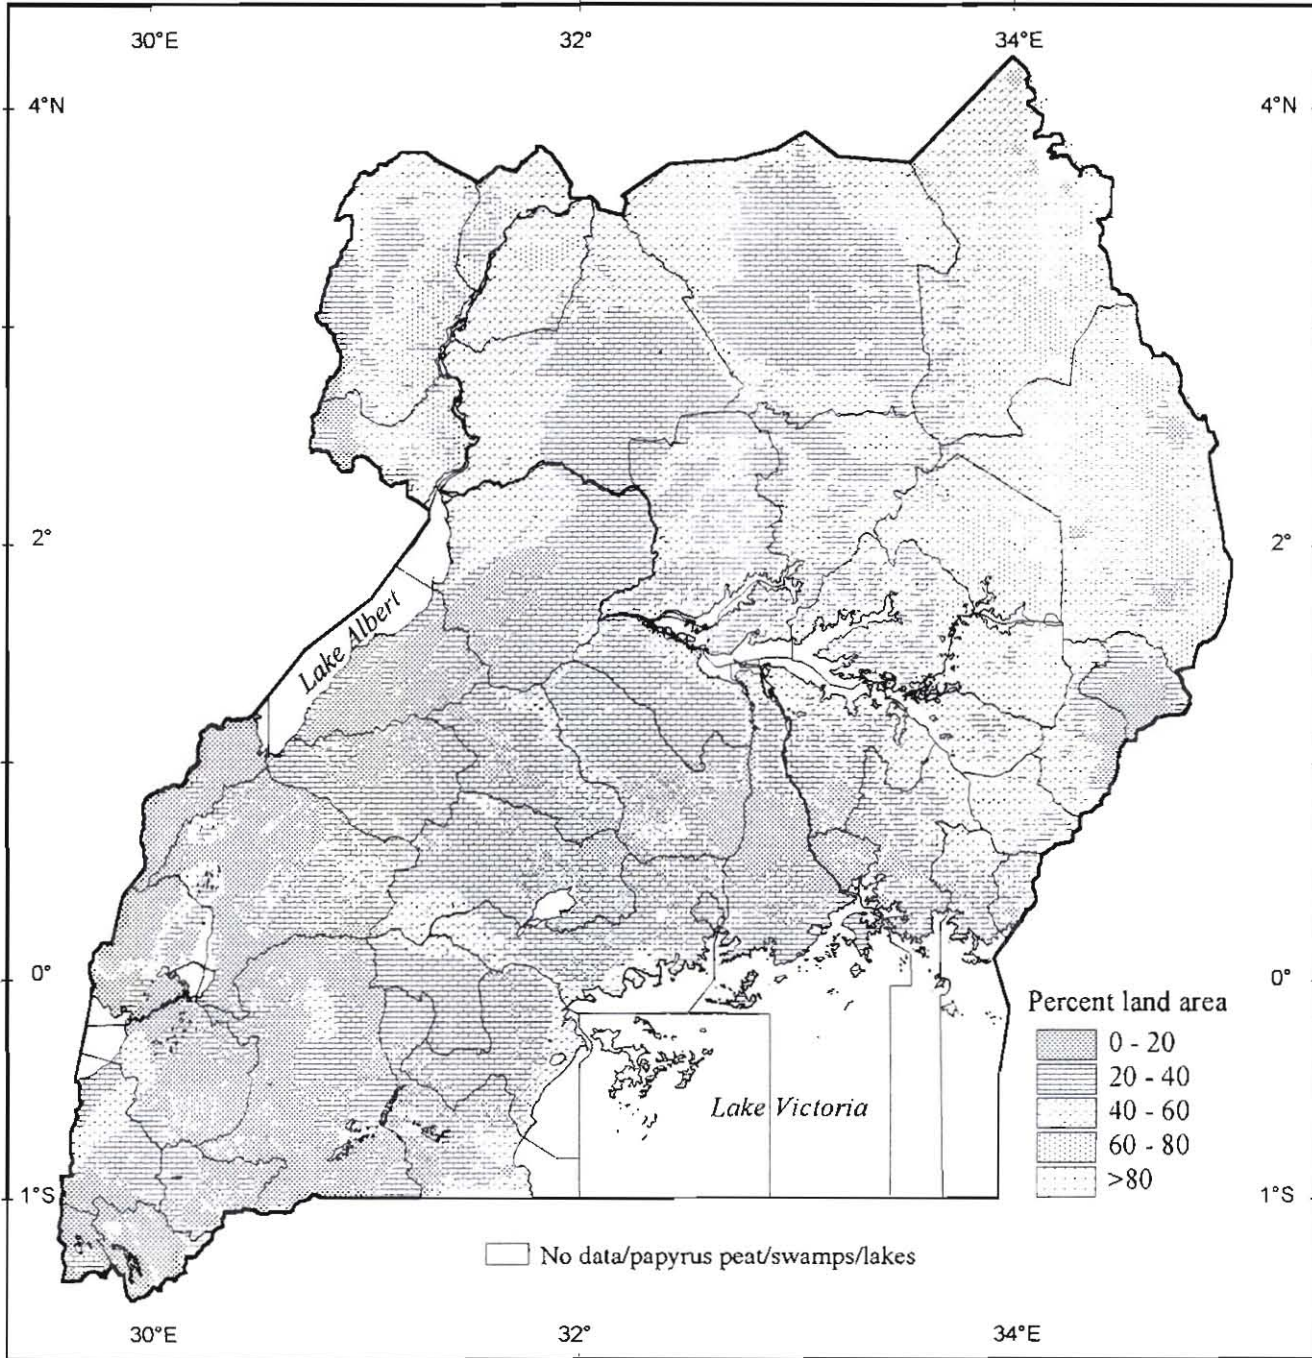 30°E 32° 34°E
4°N 4°N
2° 2°
Lake Albert
0° 0°
Percent land area
0 - 20
20 - 40
40 - 60
60 - 80
>80
Lake Victoria
1°S 1°S
No data/papyrus peat/swamps/lakes
30°E 32° 34°E